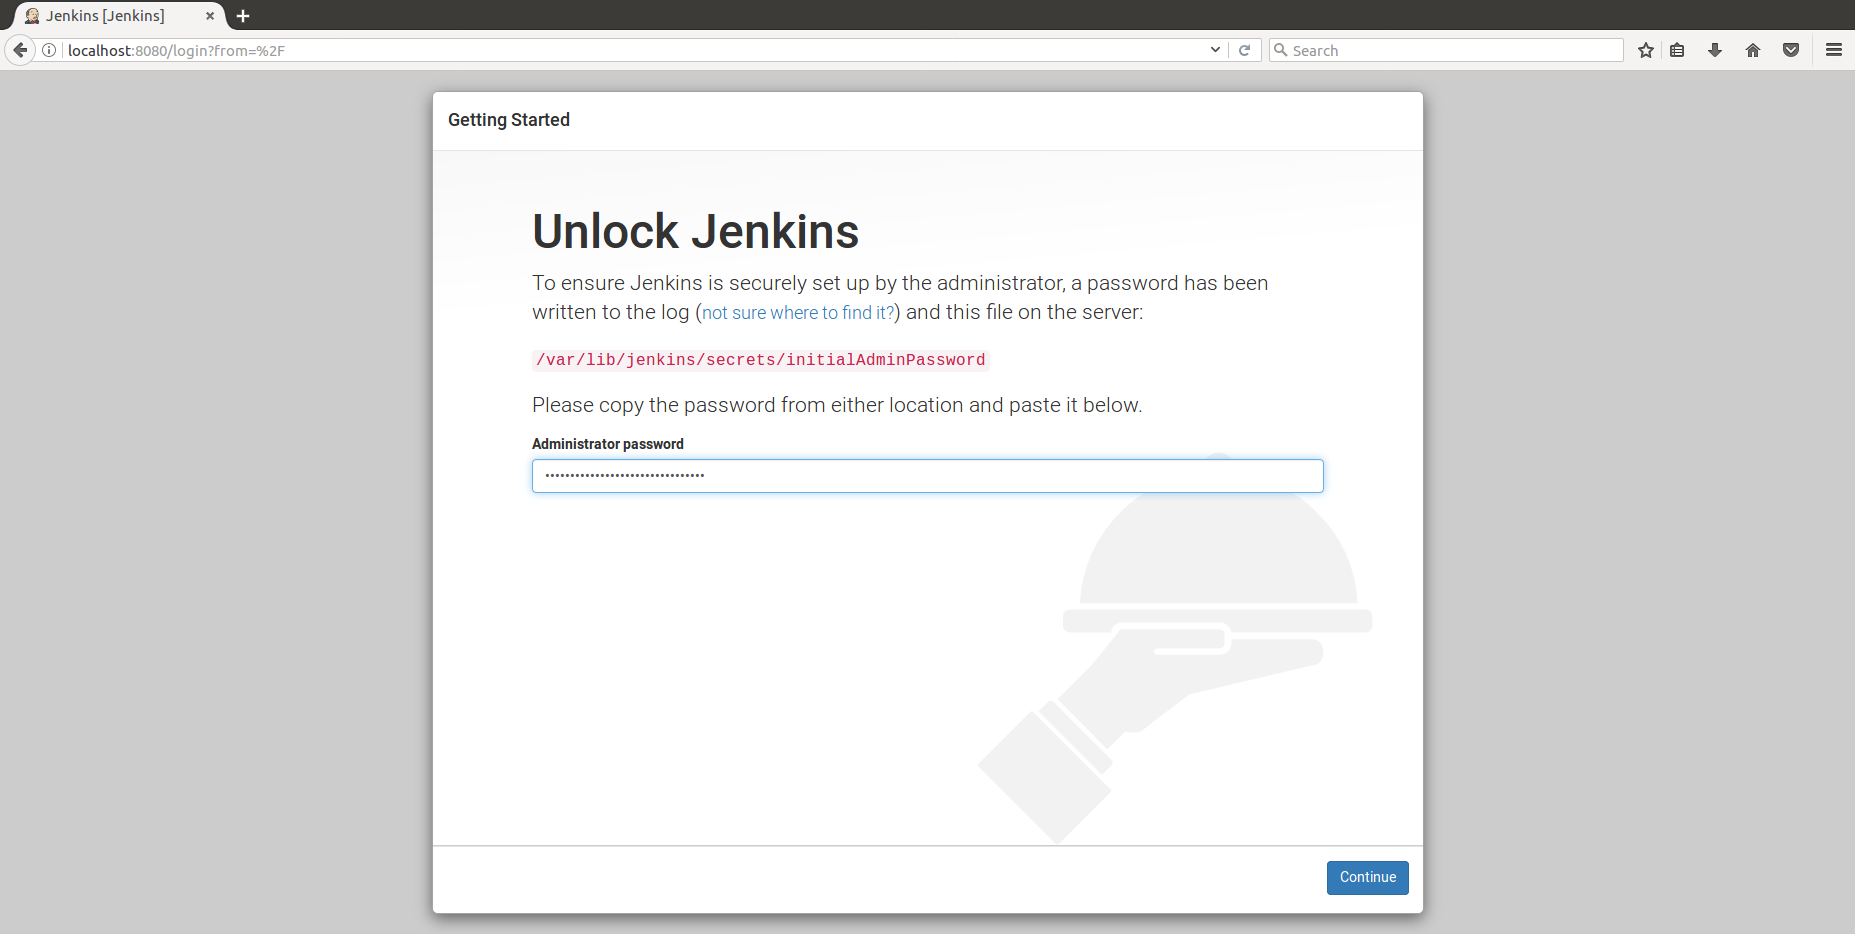 Jenkins [Jenkins]
localhost:8080/login?from=%2F
Search
Getting Started
Unlock Jenkins
To ensure Jenkins is securely set up by the administrator, a password has been
written to the log (not sure where to find it?) and this file on the server:
/var/lib/jenkins/secrets/initialAdminPassword
Please copy the password from either location and paste it below.
Administrator password
Continue